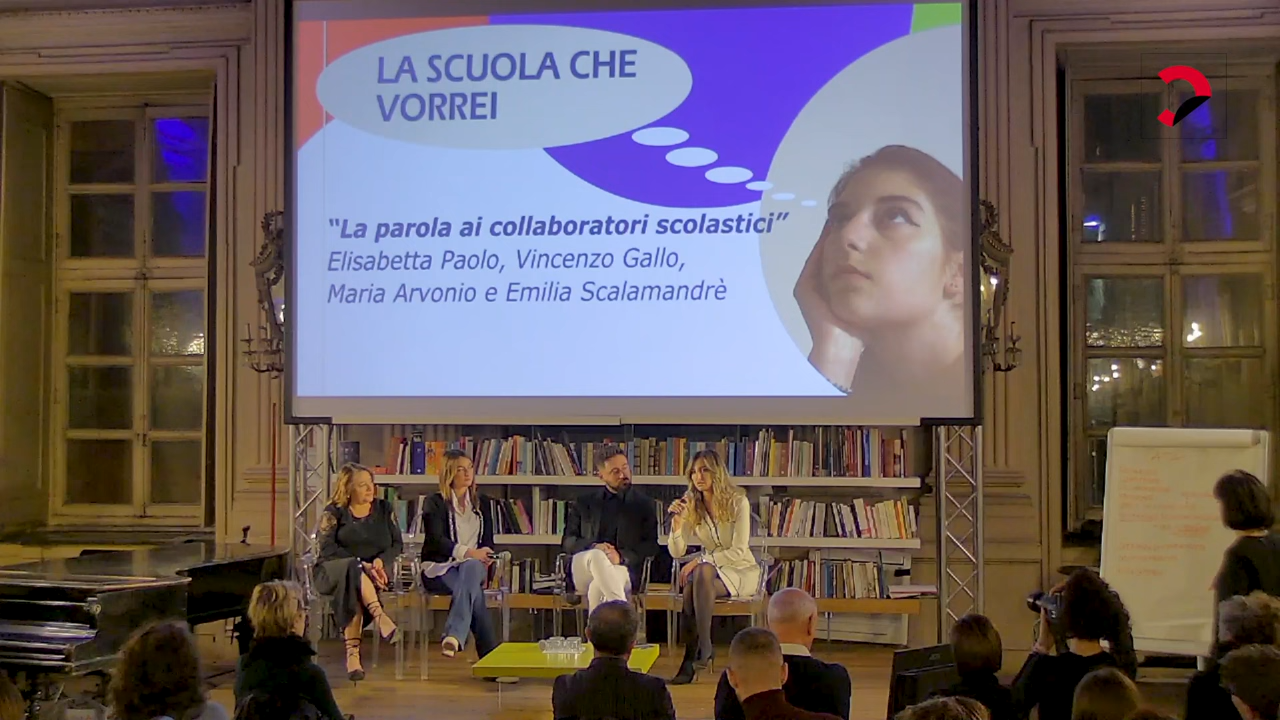 LA SCUOLA CHE
VORREI
“La parola ai collaboratori scolastici”
Elisabetta Paolo, Vincenzo Gallo,
Maria Arvonio e Emilia Scalamandrè